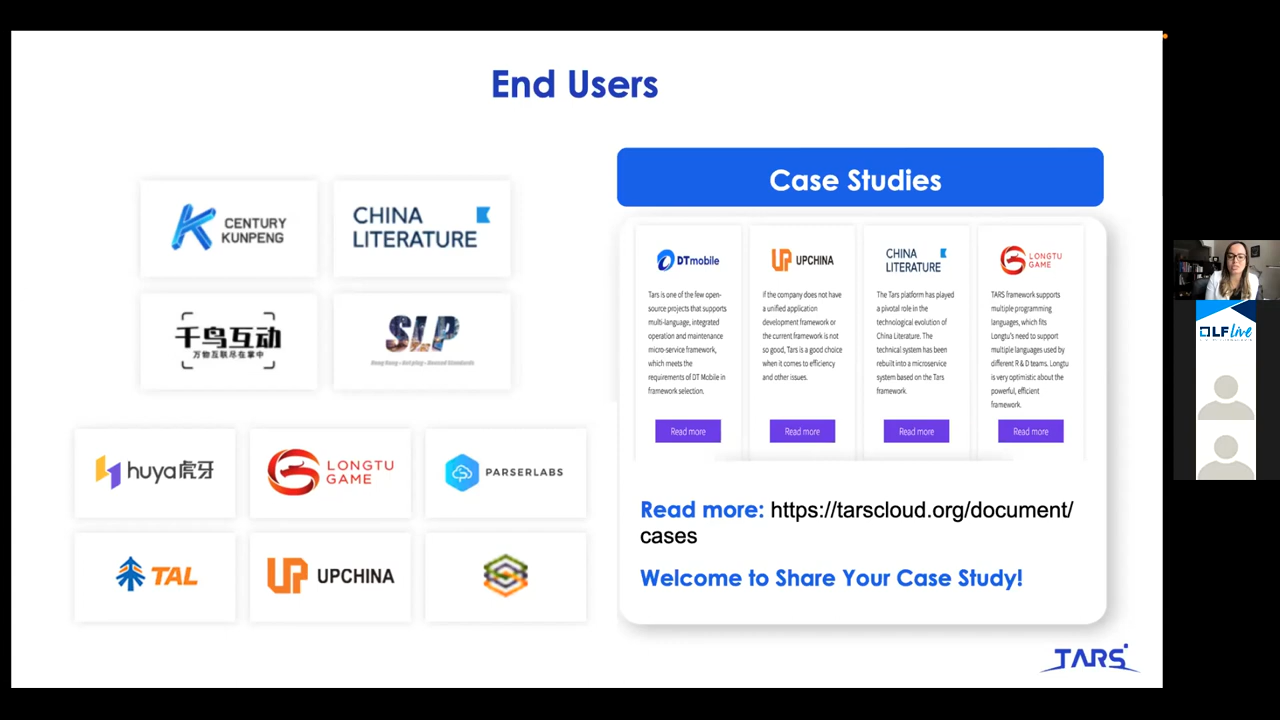 End Users
CENTURY
KUNPENG
CHINA
LITERATURE
千鸟互动
万物互联尽在掌中
SLP
huya虎牙
LONGTU
GAME
PARSERLABS
TAL
UP UPCHINA
Case Studies
DTmobile
Tars is one of the few open-
source projects that supports
multi-language, integrated
operation and maintenance
micro-service framework,
which meets the
requirements of DT Mobile in
framework selection.
Read more
UP UPCHINA
If the company does not have
a unified application
development framework or
the current framework is not
so good, Tars is a good choice
when it comes to efficiency
and other issues.
Read more
CHINA
LITERATURE
The Tars platform has played
a pivotal role in the
technological evolution of
China Literature. The
technical system has been
rebuilt into a microservice
system based on the Tars
framework.
Read more
LONGTU
GAME
TARS framework supports
multiple programming
languages, which fits
Longtu's need to support
multiple languages used by
different R & D teams. Longtu
is very optimistic about the
powerful, efficient
framework.
Read more
Read more: https://tarscloud.org/document/
cases
Welcome to Share Your Case Study!
TARS
LF Live